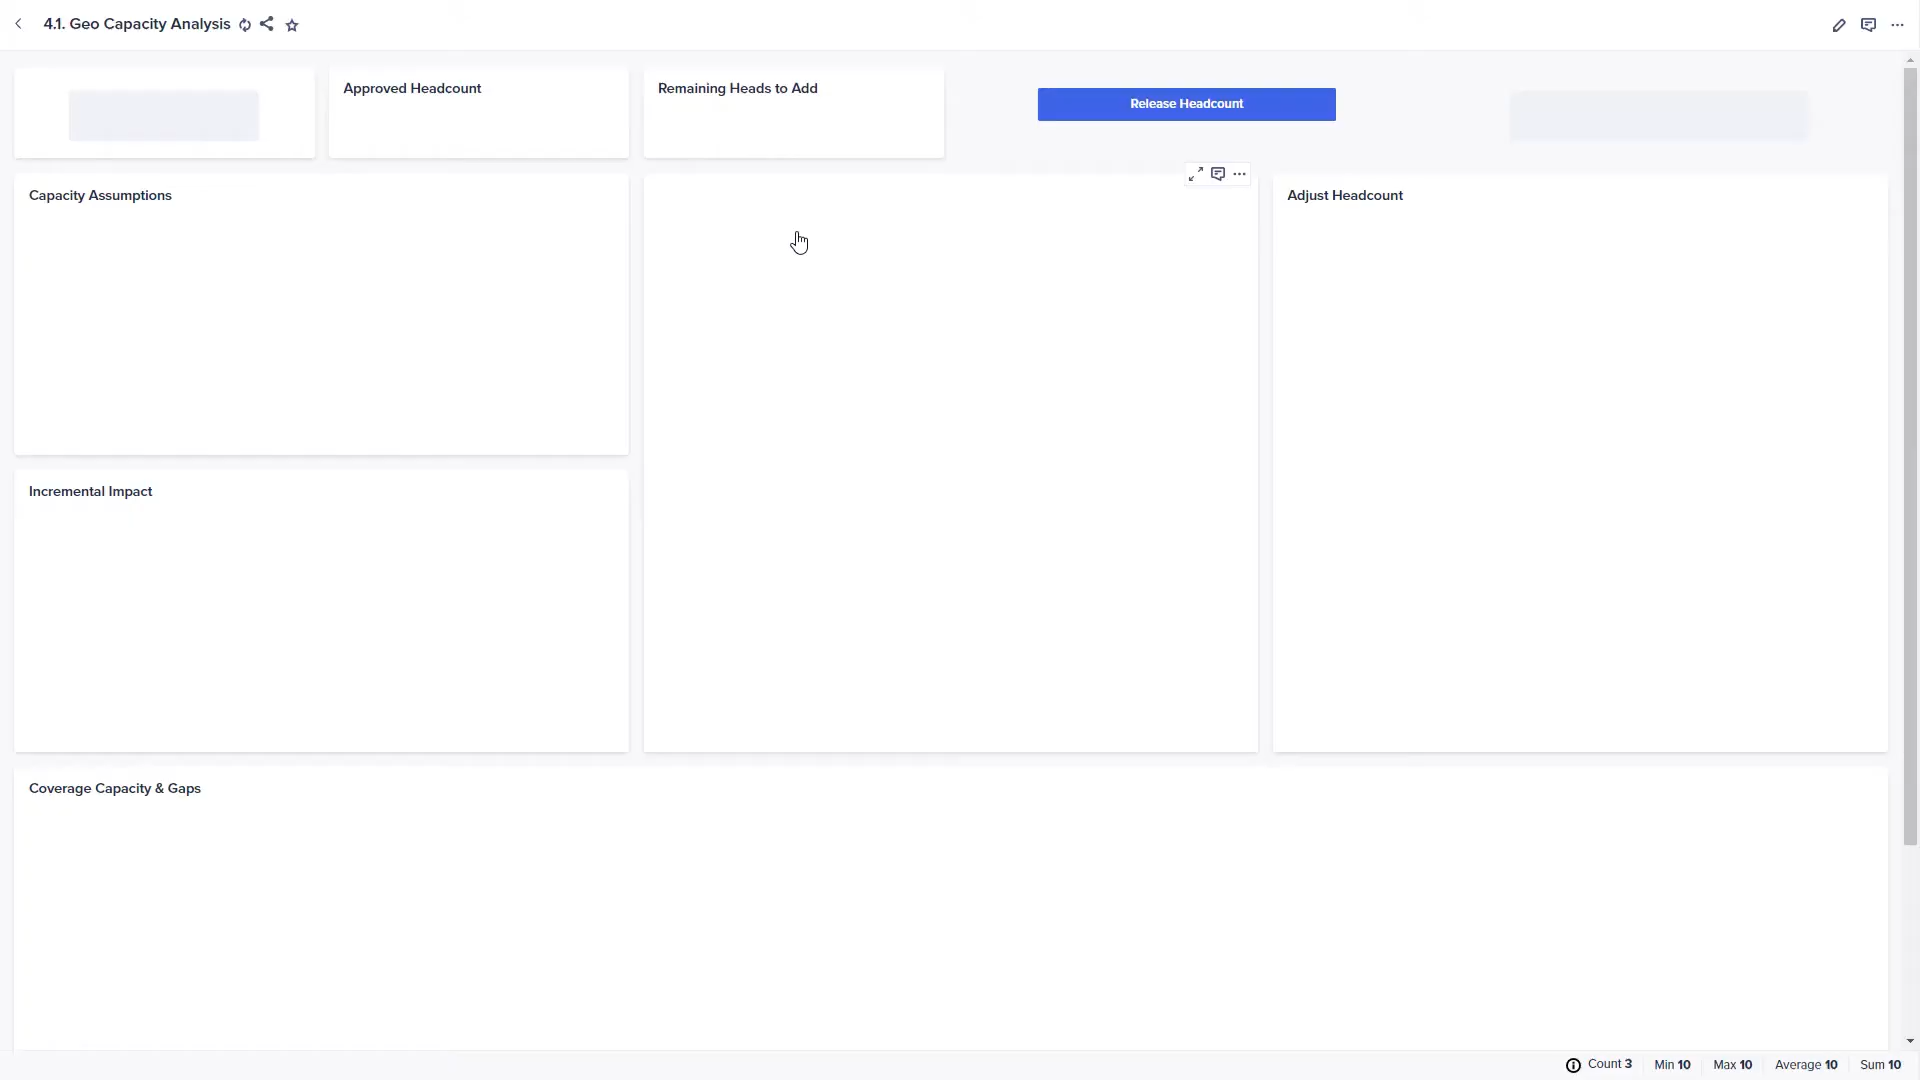 4.1. Geo Capacity Analysis
Approved Headcount
Remaining Heads to Add
Release Headcount
Capacity Assumptions
Adjust Headcount
Incremental Impact
Coverage Capacity & Gaps
Count 3 Min 10 Max 10 Average 10 Sum 10